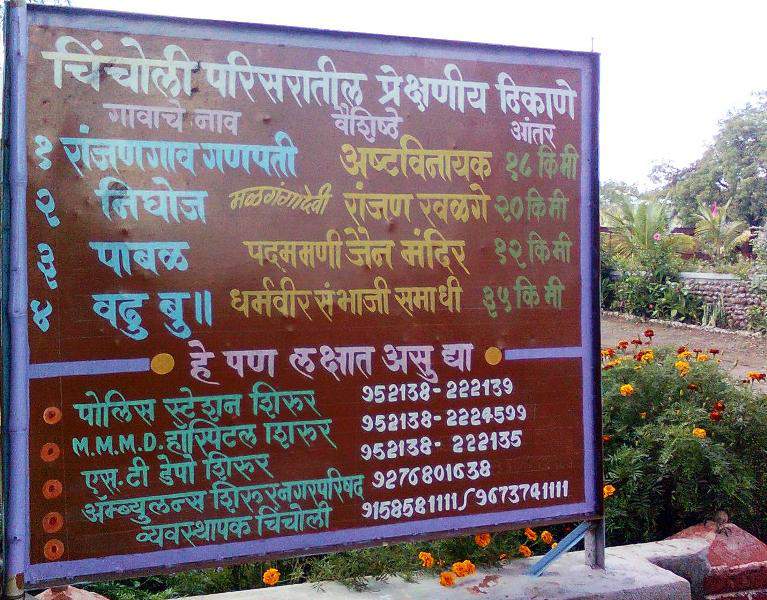 चिंचोली परिसरातील प्रेक्षणीय ठिकाणे
गावाचे नाव वैशिष्ठे आंतर
१ रांजणगाव गणपती अष्टविनायक १८ कि मी
२ निघोज मळगंगादेवी रांजण रवळगे २० कि मी
३ पाबळ पद्ममणी जैन मंदिर १२ कि मी
४ वढु बु॥ धर्मवीर संभाजी समाधी ३५ कि मी
हे पण लक्षात असु द्या
पोलिस स्टेशन शिरुर 952138-222139
M.M.M.D. हॉस्पिटल शिरुर 952138-2224599
एस.टी डेपो शिरुर 952138-222135
ॲम्ब्युलन्स शिरुर नगरपरिषद 9276801638
व्यवस्थापक चिंचोली 9158581111/9673741111